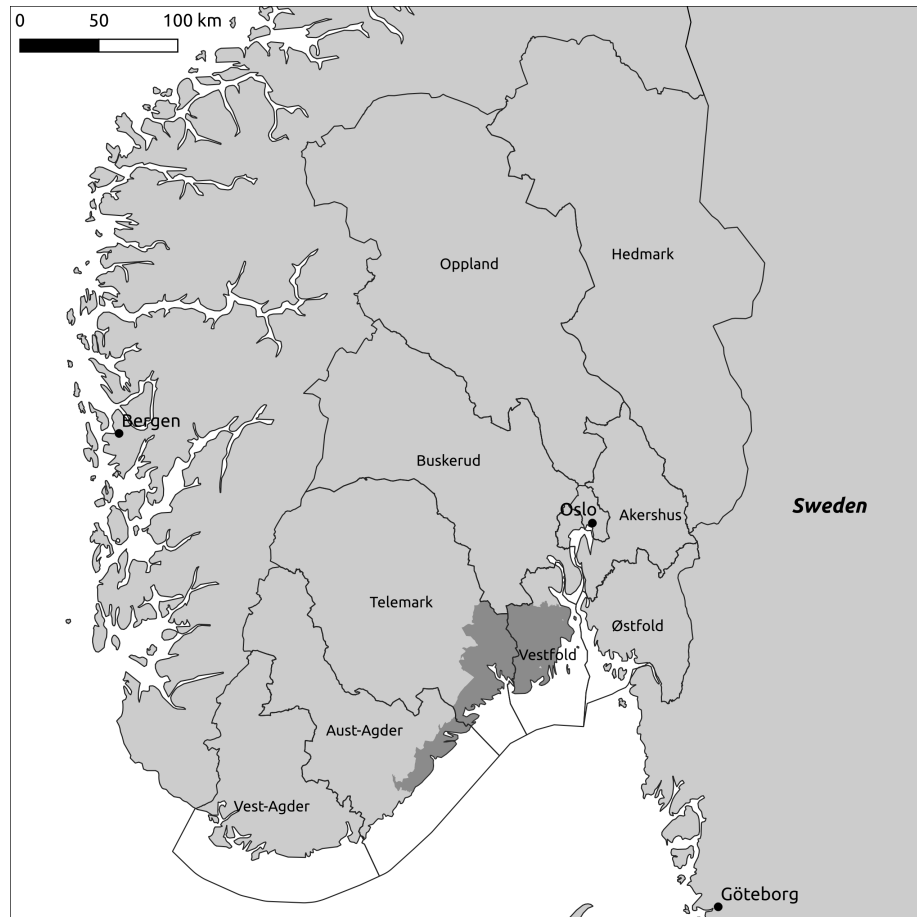 0 50 100 km
Oppland
Hedmark
Bergen
Buskerud
Sweden
Oslo
Akershus
Telemark
Østfold
Vestfold
Aust-Agder
Vest-Agder
Göteborg